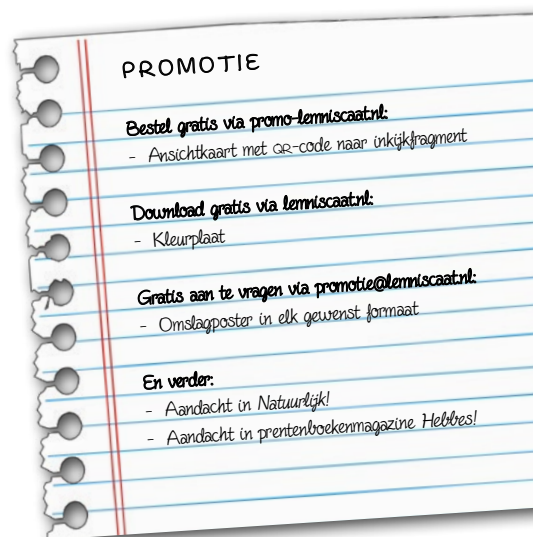 PROMOTIE
Bestel gratis via promo-lemniscaat.nl:
- Ansichtkaart met QR-code naar inkijkfragment
Download gratis via lemniscaat.nl:
- Kleurplaat
Gratis aan te vragen via promotie@lemniscaat.nl:
- Omslagposter in elk gewenst formaat
En verder:
- Aandacht in Natuurlijk!
- Aandacht in prentenboekenmagazine Hebbes!